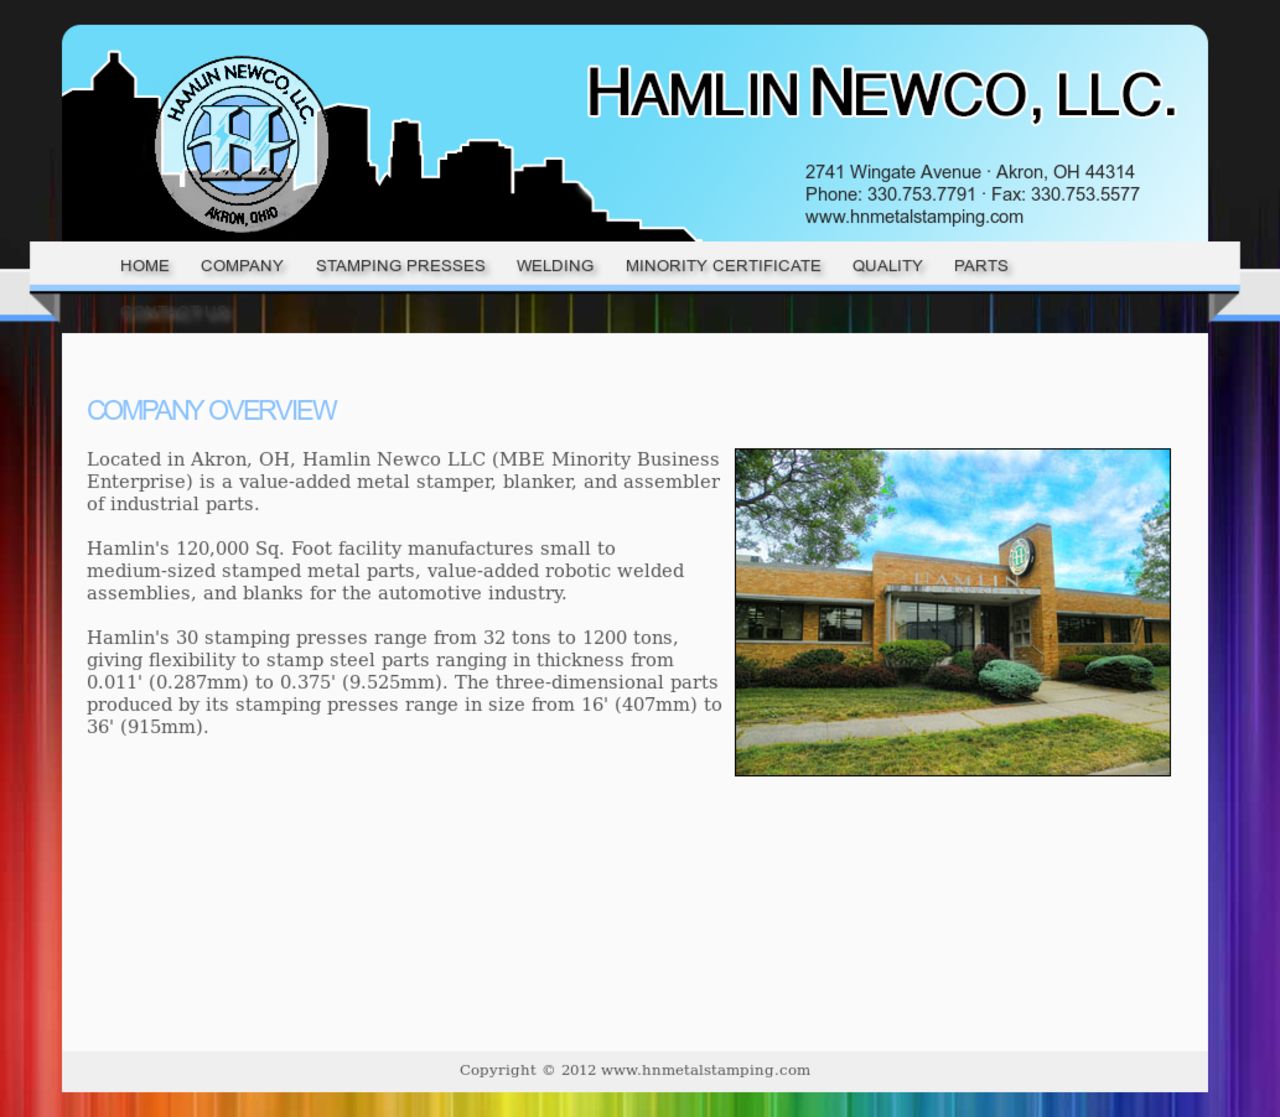 HAMLIN NEWCO, LLC.
AKRON, OHIO
HAMLIN NEWCO, LLC.
2741 Wingate Avenue · Akron, OH 44314
Phone: 330.753.7791 · Fax: 330.753.5577
www.hnmetalstamping.com
HOME COMPANY STAMPING PRESSES WELDING MINORITY CERTIFICATE QUALITY PARTS
CONTACT US
COMPANY OVERVIEW
Located in Akron, OH, Hamlin Newco LLC (MBE Minority Business
Enterprise) is a value-added metal stamper, blanker, and assembler
of industrial parts.
Hamlin's 120,000 Sq. Foot facility manufactures small to
medium-sized stamped metal parts, value-added robotic welded
assemblies, and blanks for the automotive industry.
Hamlin's 30 stamping presses range from 32 tons to 1200 tons,
giving flexibility to stamp steel parts ranging in thickness from
0.011' (0.287mm) to 0.375' (9.525mm). The three-dimensional parts
produced by its stamping presses range in size from 16' (407mm) to
36' (915mm).
HAMLIN
Copyright © 2012 www.hnmetalstamping.com